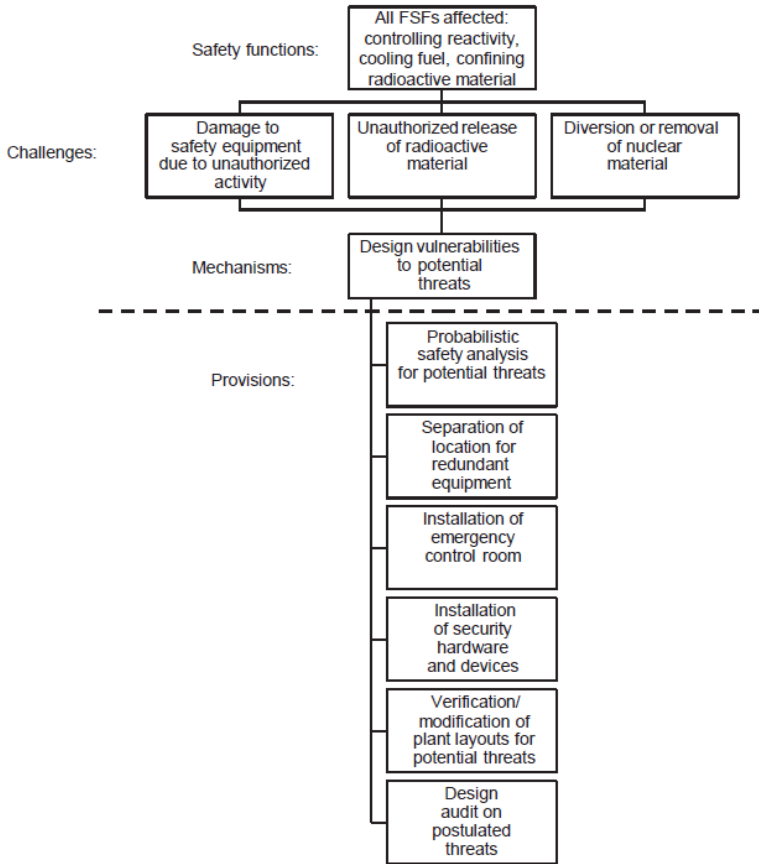 Safety functions:
All FSFs affected:
controlling reactivity,
cooling fuel, confining
radioactive material
Challenges:
Damage to
safety equipment
due to unauthorized
activity
Unauthorized release
of radioactive
material
Diversion or removal
of nuclear
material
Mechanisms:
Design vulnerabilities
to potential
threats
Provisions:
Probabilistic
safety analysis
for potential threats
Separation of
location for
redundant
equipment
Installation of
emergency
control room
Installation
of security
hardware
and devices
Verification/
modification of
plant layouts for
potential threats
Design
audit on
postulated
threats